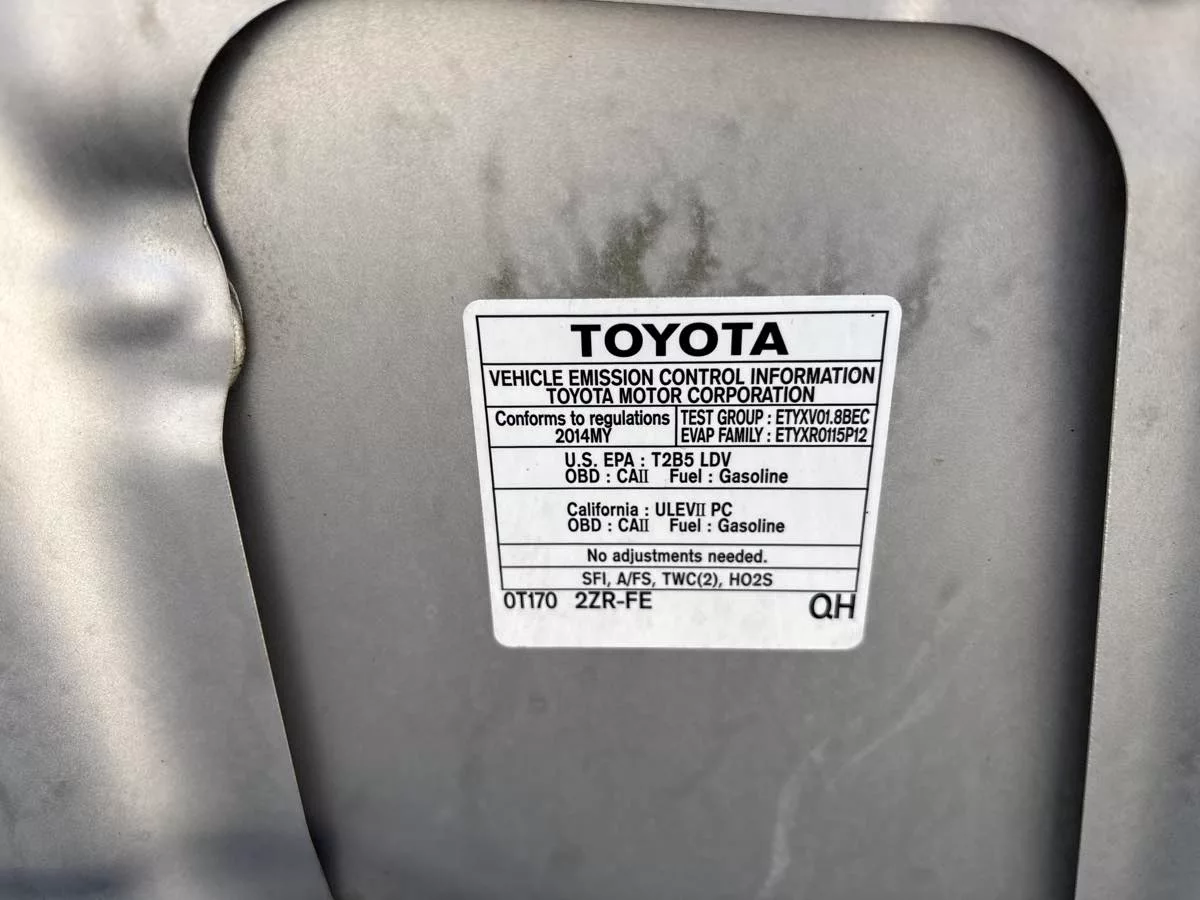 TOYOTA
VEHICLE EMISSION CONTROL INFORMATION
TOYOTA MOTOR CORPORATION
Conforms to regulations
2014MY
TEST GROUP : ETYXV01.8BEC
EVAP FAMILY : ETYXR0115P12
U.S. EPA : T2B5 LDV
OBD : CAII Fuel : Gasoline
California : ULEVII PC
OBD : CAII Fuel : Gasoline
No adjustments needed.
SFI, A/FS, TWC(2), HO2S
0T170 2ZR-FE QH